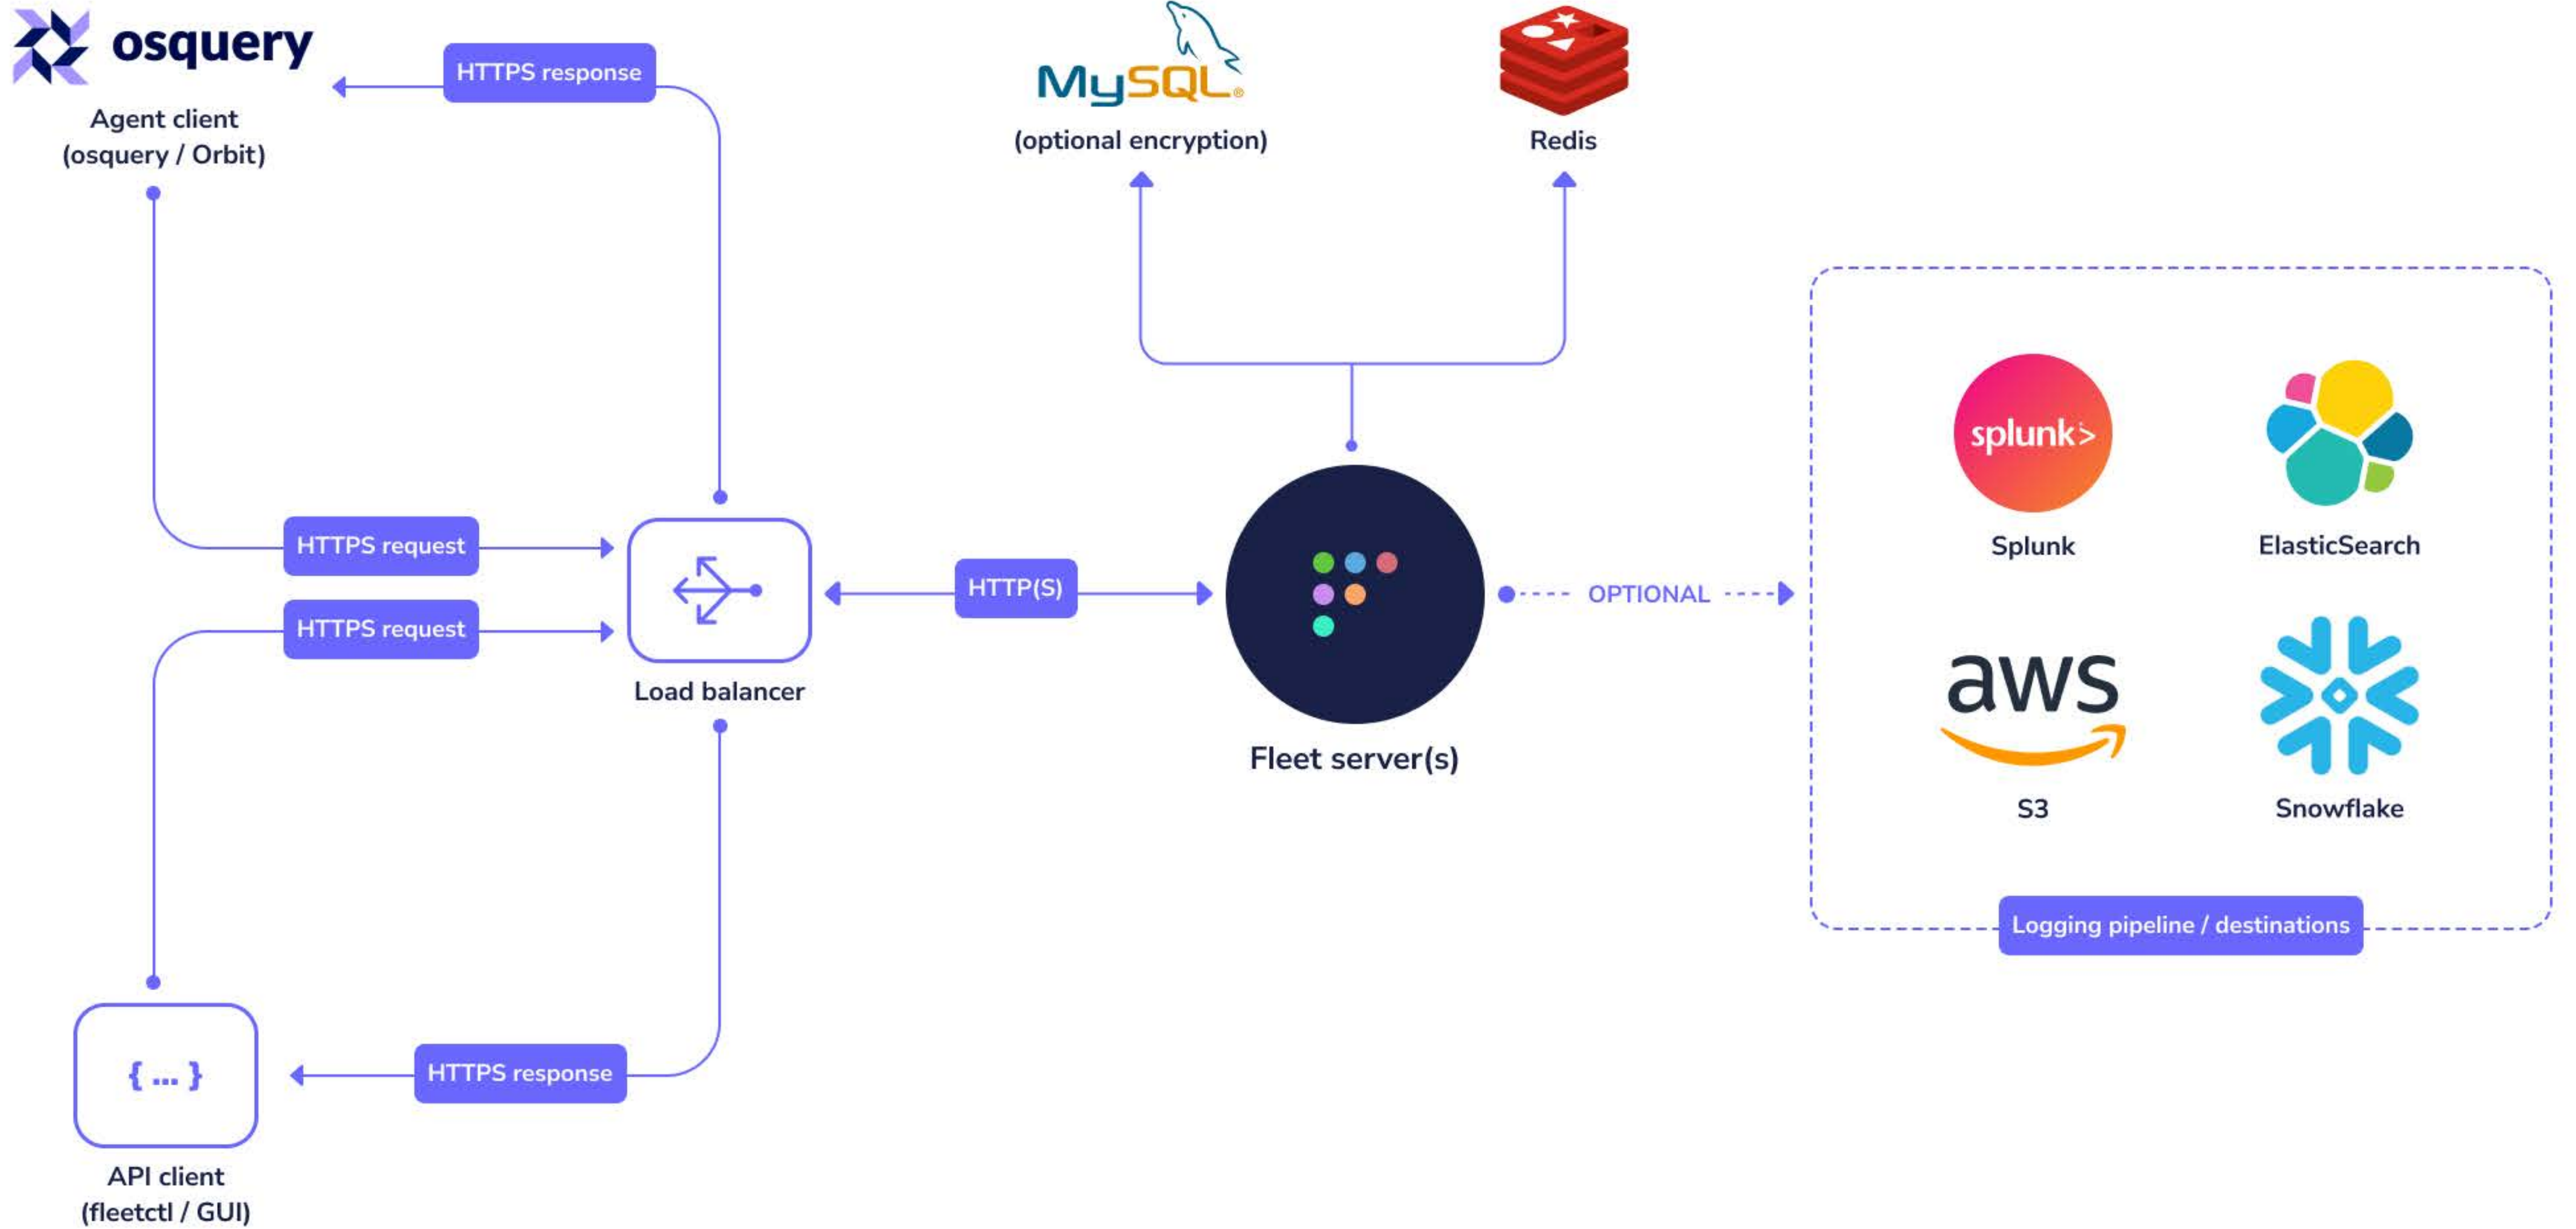 osquery
Agent client
(osquery / Orbit)
HTTPS response
MySQL®
(optional encryption)
Redis
HTTPS request
HTTPS request
Load balancer
HTTP(S)
Fleet server(s)
OPTIONAL
splunk>
Splunk
ElasticSearch
aws
S3
Snowflake
Logging pipeline / destinations
HTTPS response
{ ... }
API client
(fleetctl / GUI)